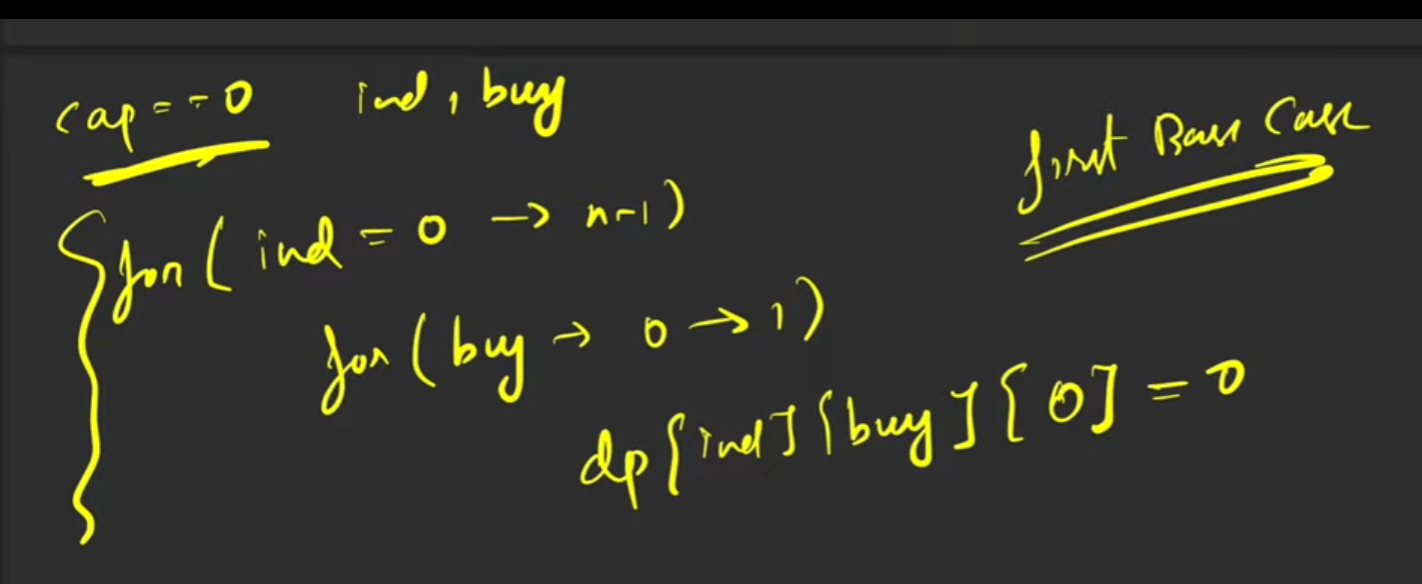 cap == 0 ind, buy
first Base Case
for ( ind = 0 → n-1 )
for ( buy → 0 → 1 )
dp[ind][buy][0] = 0